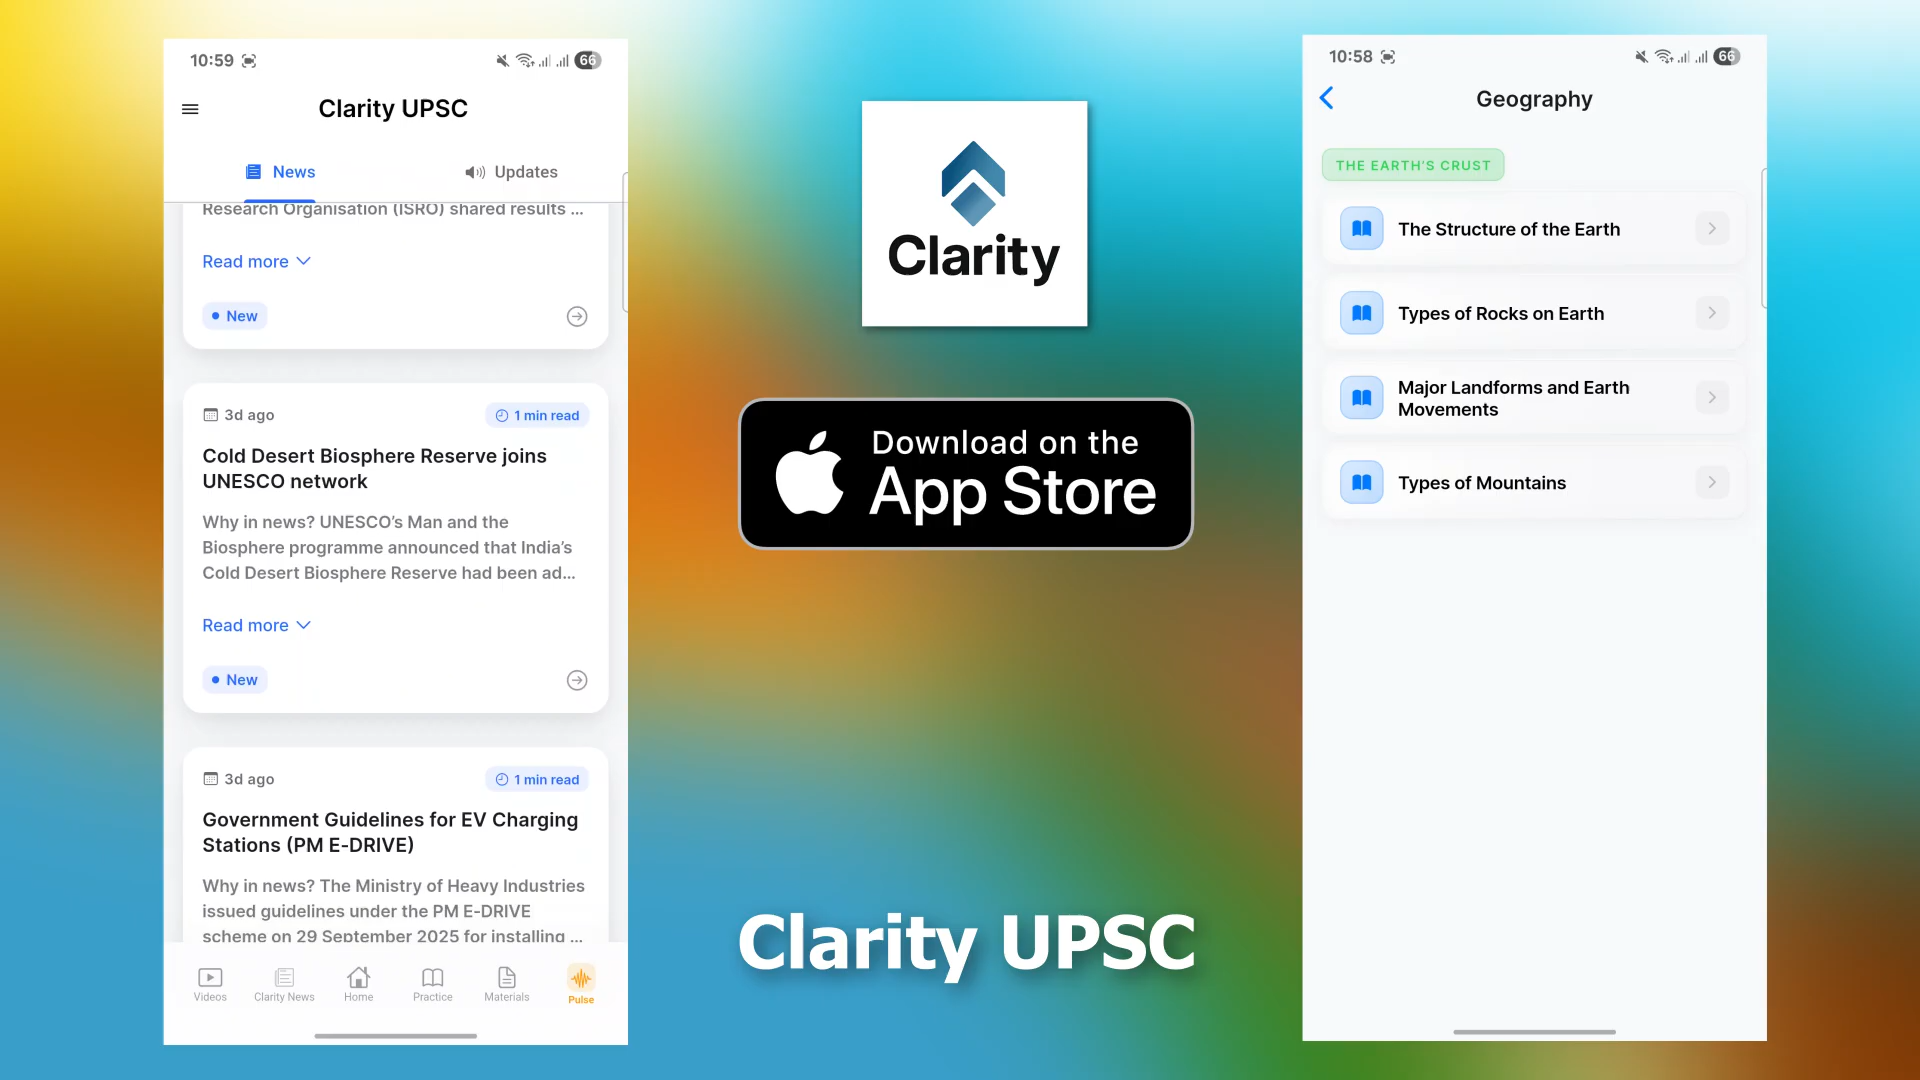 10:59
66
Clarity UPSC
News
Updates
Research Organisation (ISRO) shared results ...
Read more
New
3d ago
1 min read
Cold Desert Biosphere Reserve joins
UNESCO network
Why in news? UNESCO’s Man and the
Biosphere programme announced that India’s
Cold Desert Biosphere Reserve had been ad...
Read more
New
3d ago
1 min read
Government Guidelines for EV Charging
Stations (PM E-DRIVE)
Why in news? The Ministry of Heavy Industries
issued guidelines under the PM E-DRIVE
scheme on 29 September 2025 for installing ...
Videos
Clarity News
Home
Practice
Materials
Pulse
Clarity
Download on the
App Store
Clarity UPSC
10:58
66
Geography
THE EARTH'S CRUST
The Structure of the Earth
Types of Rocks on Earth
Major Landforms and Earth
Movements
Types of Mountains